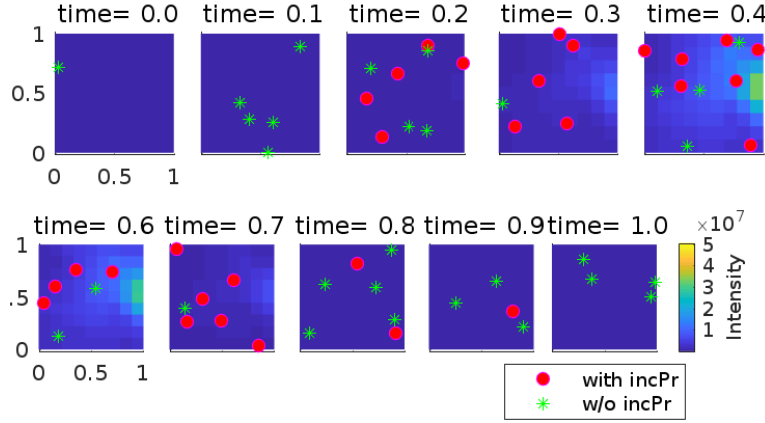 time= 0.0 time= 0.1 time= 0.2 time= 0.3 time= 0.4
1
0.5
0
0 0.5 1
time= 0.6 time= 0.7 time= 0.8 time= 0.9 time= 1.0
×10^7
1
.5
0
0 0.5 1
5
4
3
2
1
Intensity
with incPr
w/o incPr